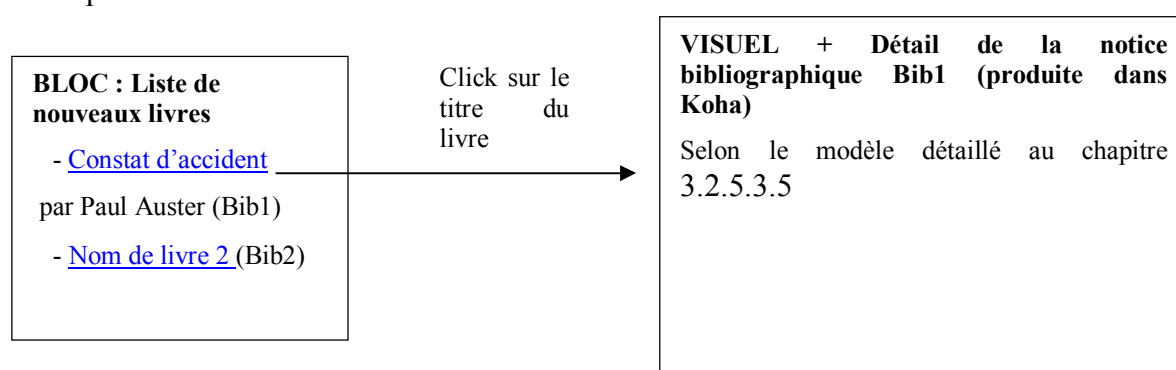 BLOC : Liste de
nouveaux livres
- Constat d’accident
par Paul Auster (Bib1)
- Nom de livre 2 (Bib2)
Click sur le
titre du
livre
VISUEL + Détail de la notice
bibliographique Bib1 (produite dans
Koha)
Selon le modèle détaillé au chapitre
3.2.5.3.5